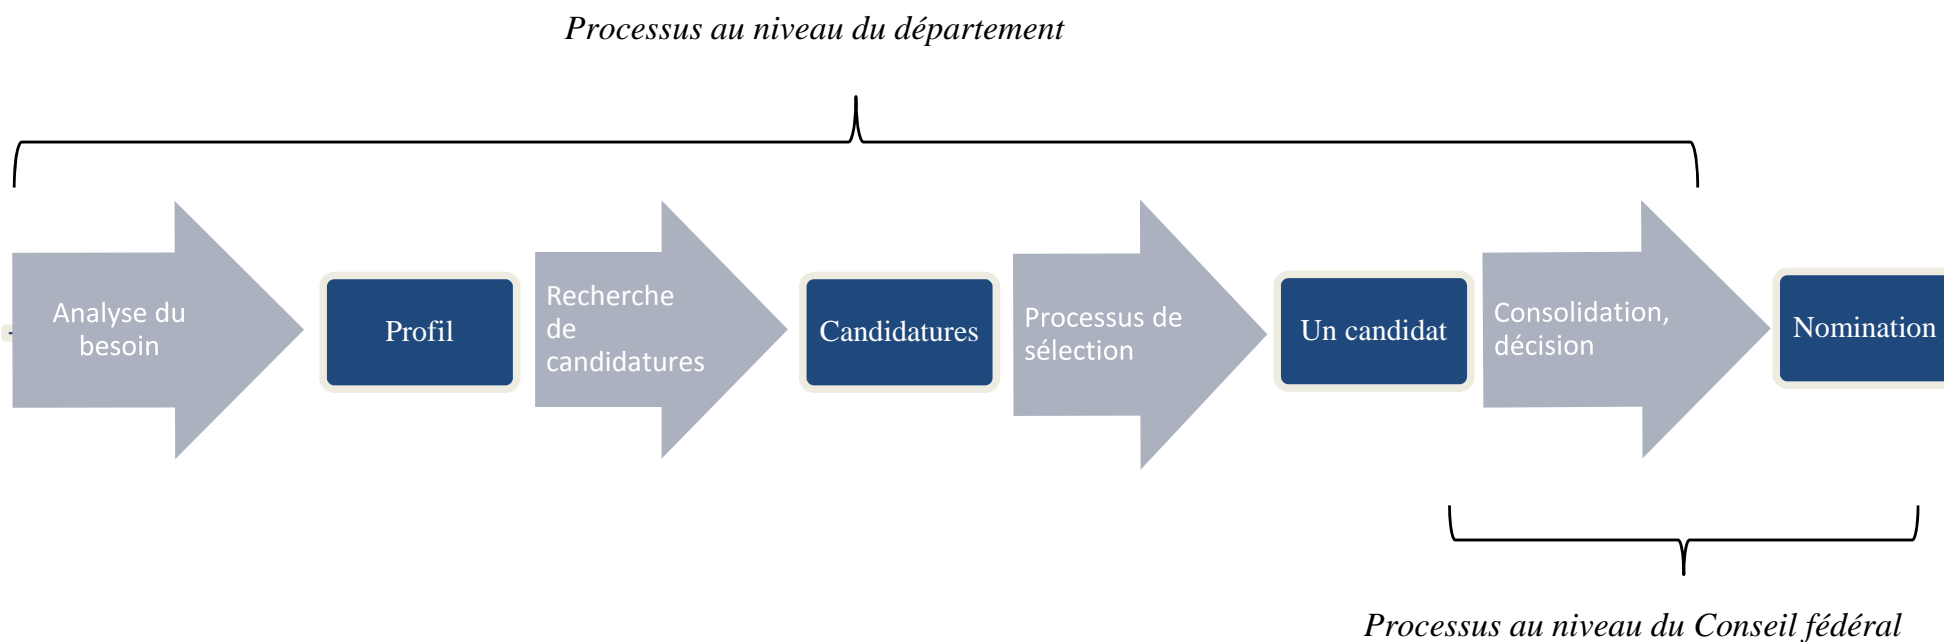 Processus au niveau du département
Analyse du
besoin
Profil
Recherche
de
candidatures
Candidatures
Processus de
sélection
Un candidat
Consolidation,
décision
Nomination
Processus au niveau du Conseil fédéral